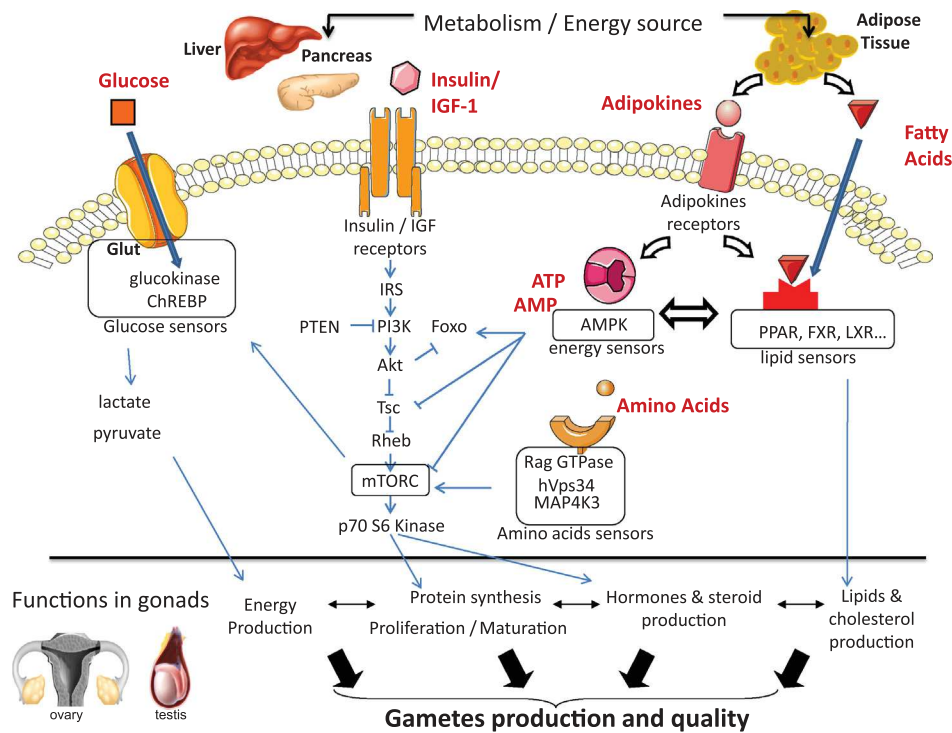 Metabolism / Energy source
Liver
Pancreas
Adipose
Tissue
Glucose
Insulin/
IGF-1
Adipokines
Fatty
Acids
Glut
glucokinase
ChREBP
Glucose sensors
Insulin / IGF
receptors
Adipokines
receptors
IRS
PTEN
PI3K
Foxo
Akt
Tsc
Rheb
mTORC
p70 S6 Kinase
ATP
AMP
AMPK
energy sensors
PPAR, FXR, LXR...
lipid sensors
Amino Acids
Rag GTPase
hVps34
MAP4K3
Amino acids sensors
lactate
pyruvate
Functions in gonads
ovary
testis
Energy
Production
Protein synthesis
Proliferation / Maturation
Hormones & steroid
production
Lipids &
cholesterol
production
Gametes production and quality